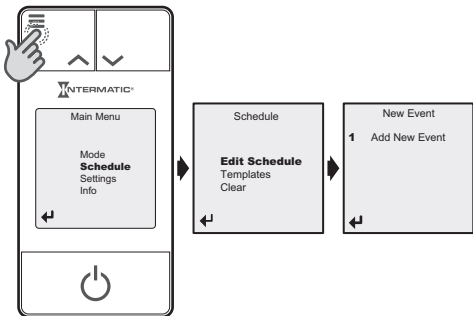 INTERMATIC®
Main Menu
Mode
Schedule
Settings
Info
Schedule
Edit Schedule
Templates
Clear
New Event
1 Add New Event